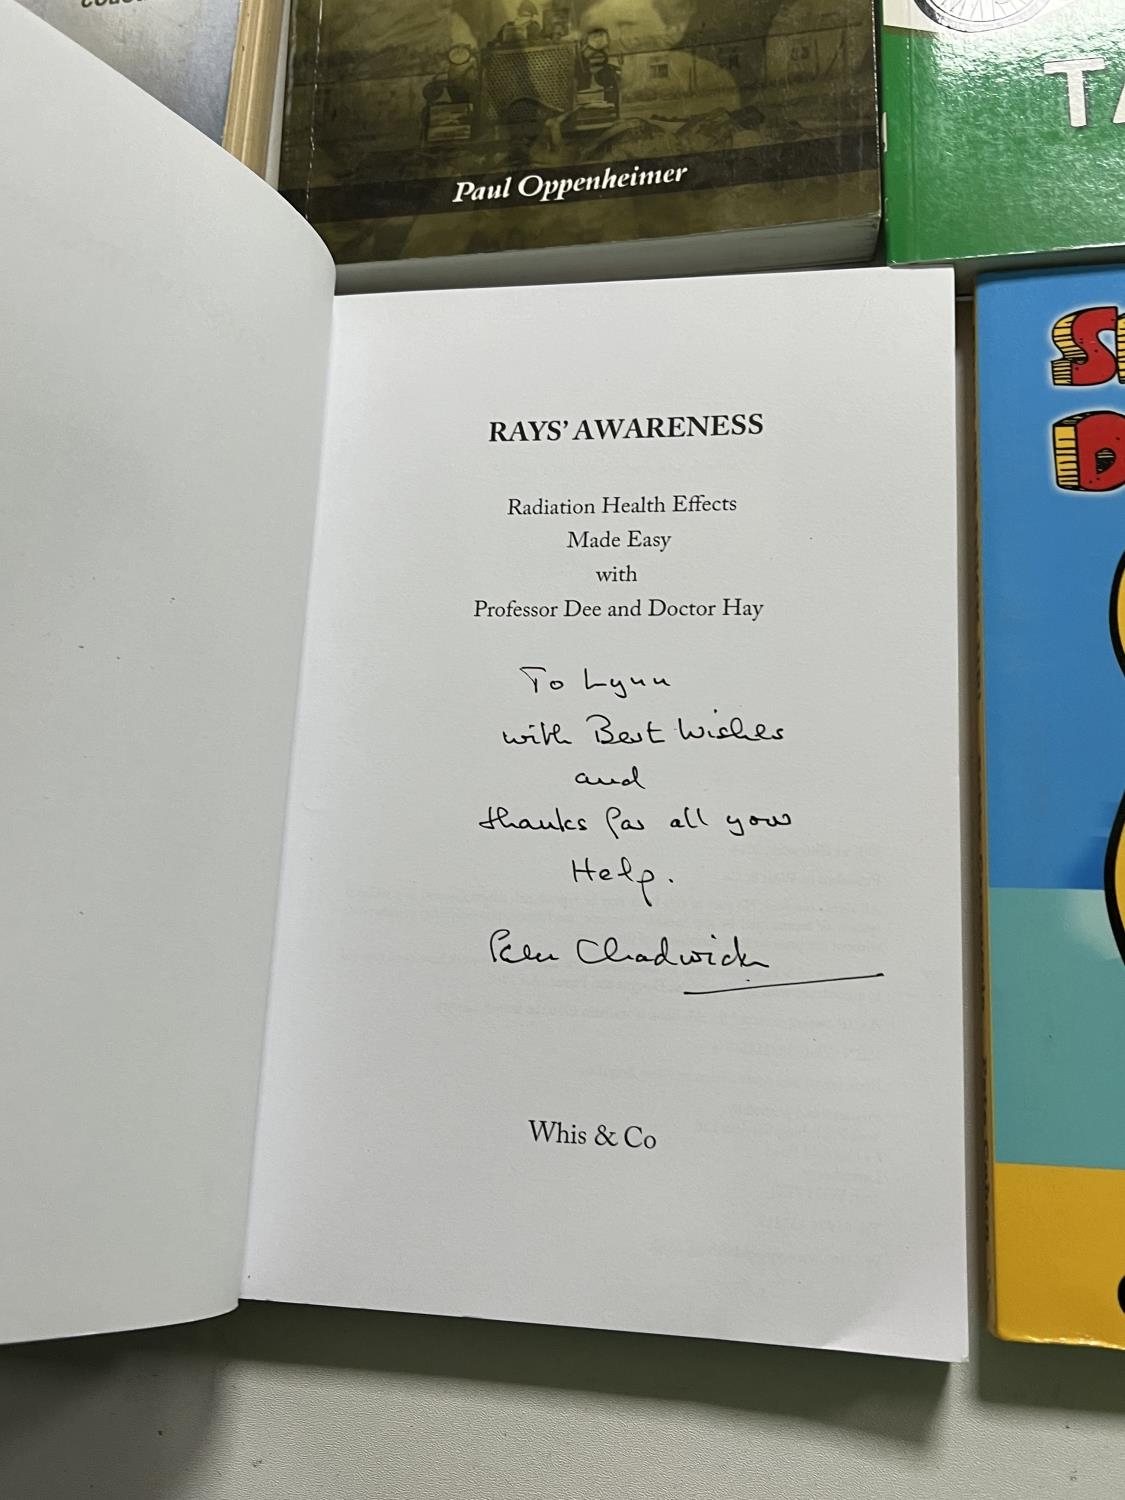 Paul Oppenheimer
RAYS' AWARENESS
Radiation Health Effects
Made Easy
with
Professor Dee and Doctor Hay
To Lynn
with Best Wishes
and
thanks for all your
Help.
Chadwick
Whis & Co